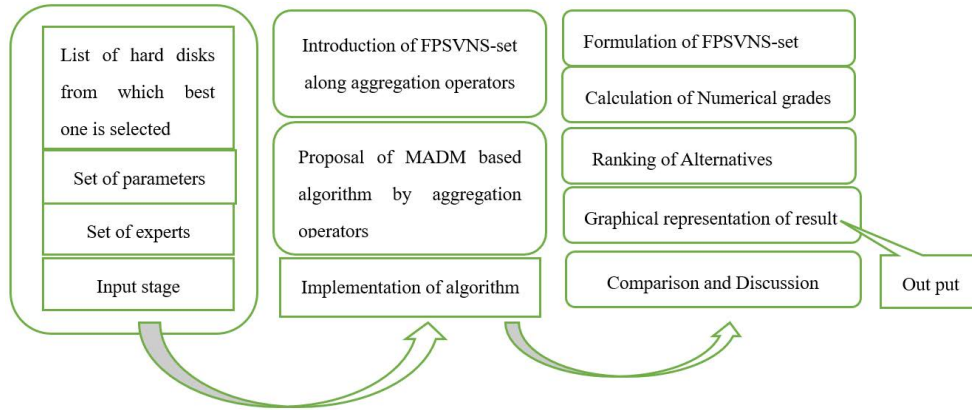 List of hard disks
from which best
one is selected
Set of parameters
Set of experts
Input stage
Introduction of FPSVNS-set
along aggregation operators
Proposal of MADM based
algorithm by aggregation
operators
Implementation of algorithm
Formulation of FPSVNS-set
Calculation of Numerical grades
Ranking of Alternatives
Graphical representation of result
Comparison and Discussion
Out put